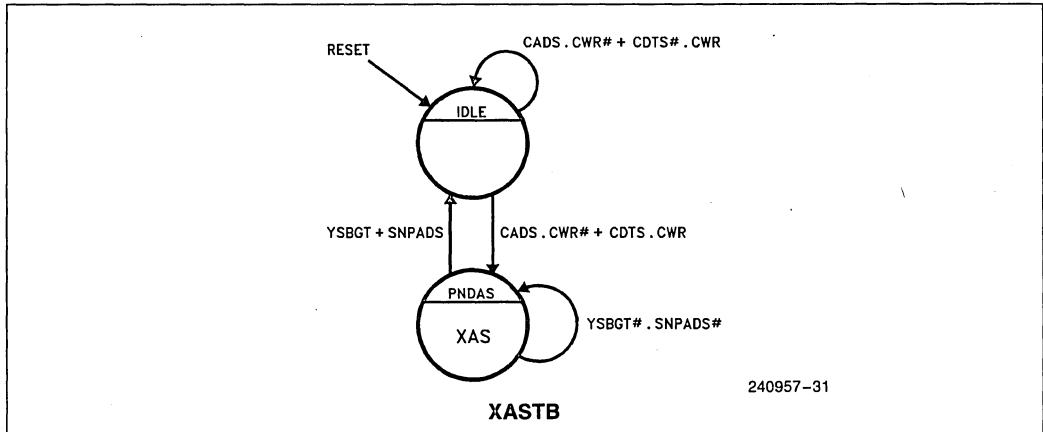 CADS.CWR# + CDTS#.CWR
RESET
IDLE
YSBGT + SNPADS
CADS.CWR# + CDTS.CWR
PNDAS
XAS
YSBGT#.SNPADS#
240957-31
XASTB